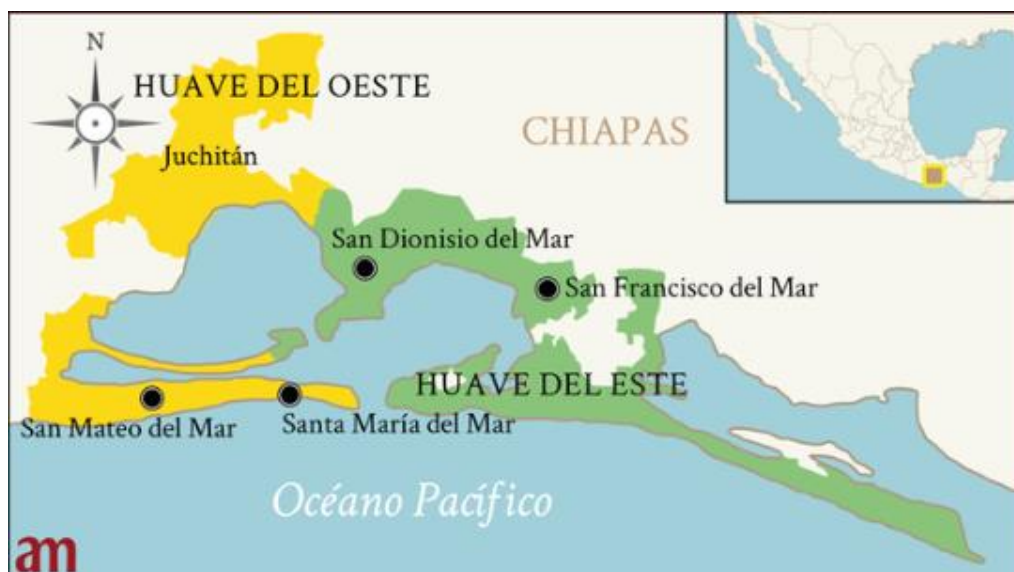 N
HUAVE DEL OESTE
CHIAPAS
Juchitán
San Dionisio del Mar
San Francisco del Mar
HUAVE DEL ESTE
San Mateo del Mar
Santa María del Mar
Océano Pacífico
am